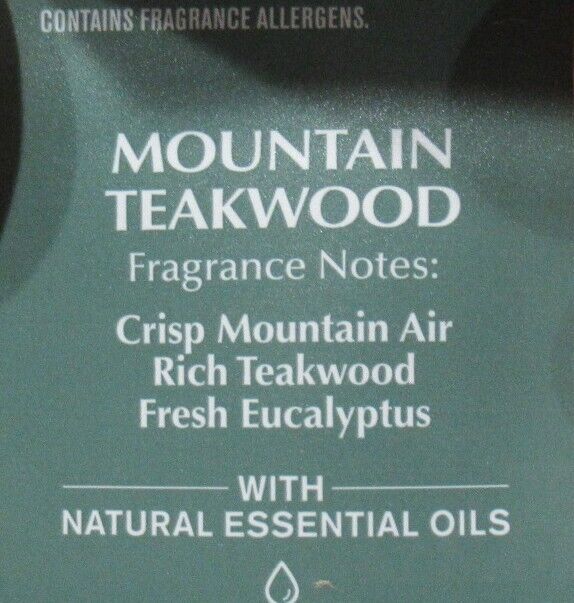 CONTAINS FRAGRANCE ALLERGENS.
MOUNTAIN
TEAKWOOD
Fragrance Notes:
Crisp Mountain Air
Rich Teakwood
Fresh Eucalyptus
WITH
NATURAL ESSENTIAL OILS